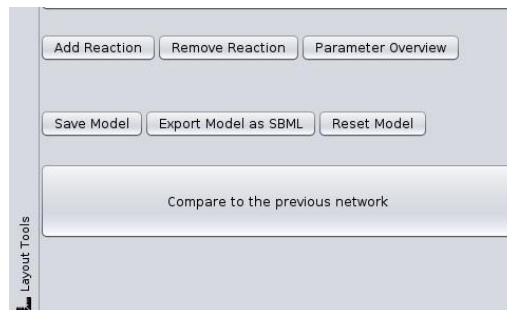 Add Reaction Remove Reaction Parameter Overview
Save Model Export Model as SBML Reset Model
Compare to the previous network
Layout Tools